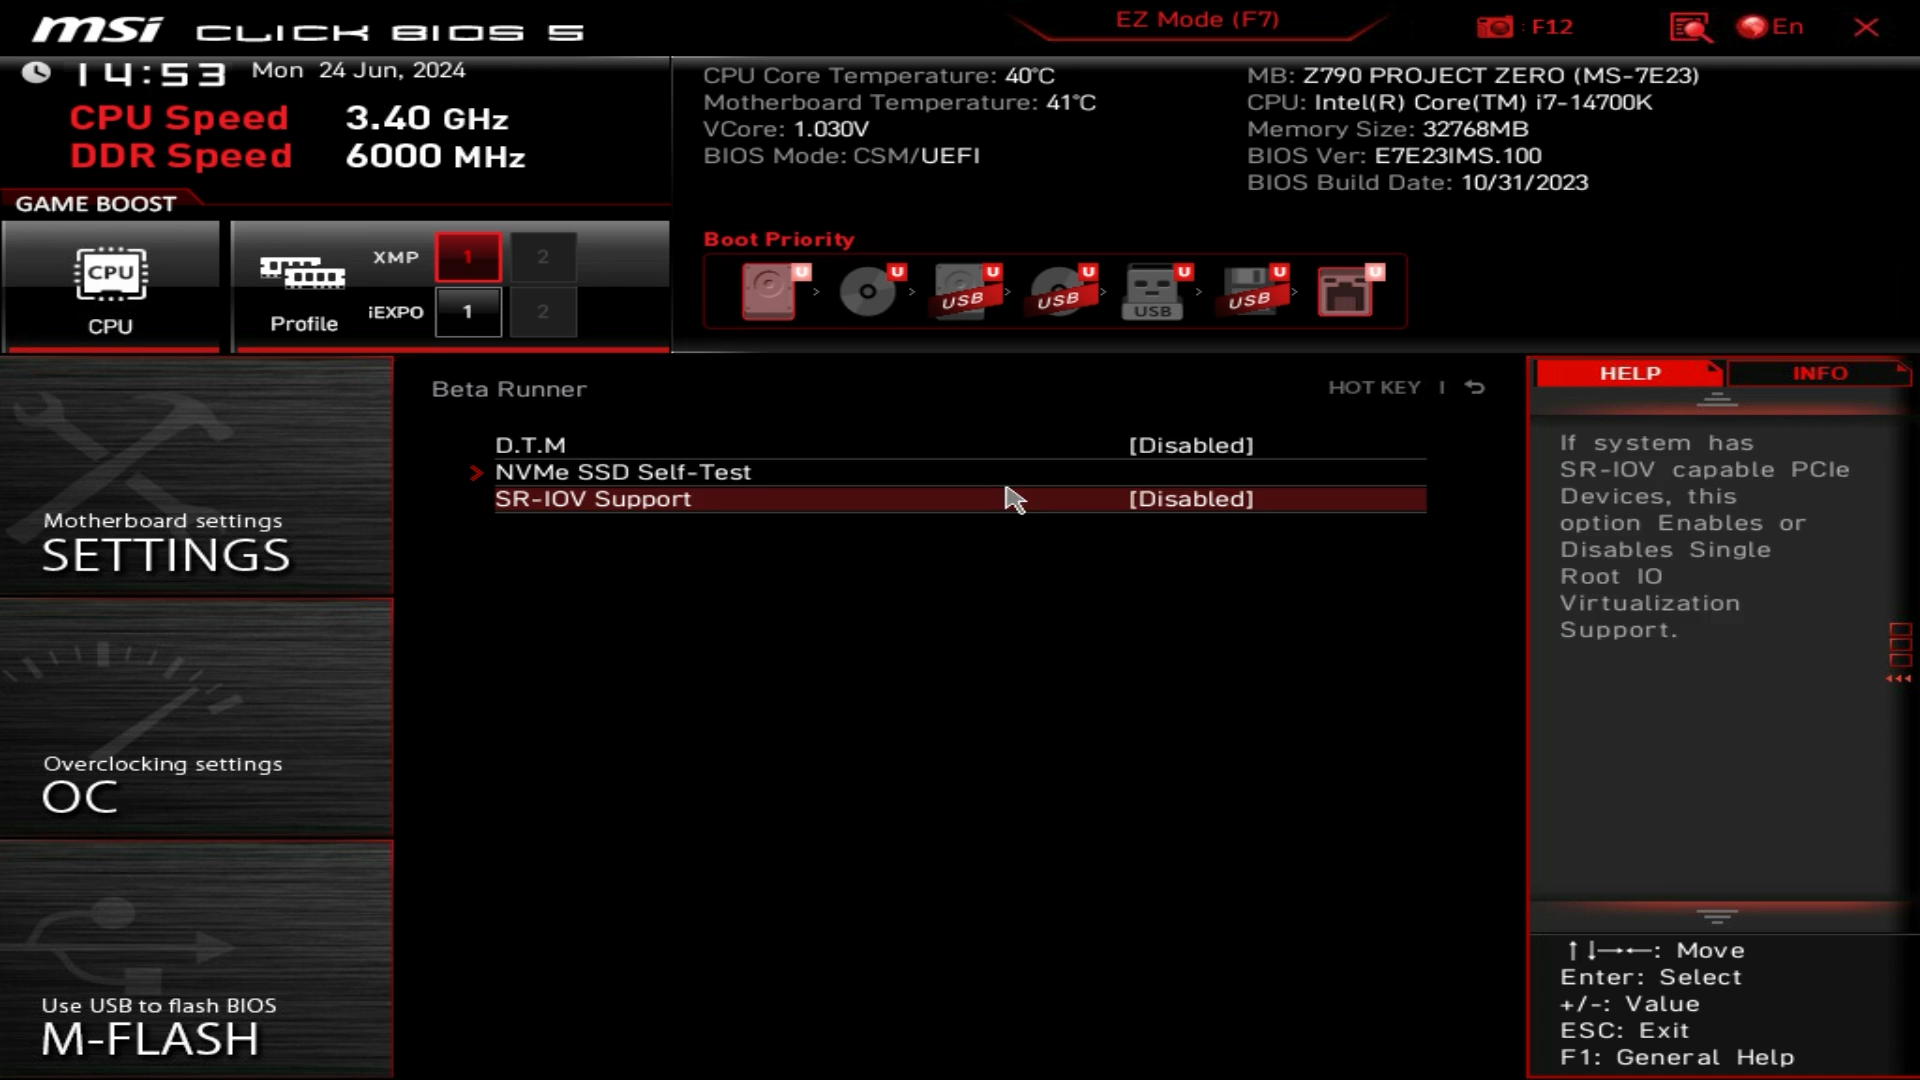 msi CLICK BIOS 5
EZ Mode (F7)
: F12
En
14:53 Mon 24 Jun, 2024
CPU Speed 3.40 GHz
DDR Speed 6000 MHz
CPU Core Temperature: 40°C
Motherboard Temperature: 41°C
VCore: 1.030V
BIOS Mode: CSM/UEFI
MB: Z790 PROJECT ZERO (MS-7E23)
CPU: Intel(R) Core(TM) i7-14700K
Memory Size: 32768MB
BIOS Ver: E7E23IMS.100
BIOS Build Date: 10/31/2023
GAME BOOST
CPU
CPU
Profile
XMP 1 2
iEXPO 1 2
Boot Priority
U U U U U U U
USB USB USB USB
Motherboard settings
SETTINGS
Overclocking settings
OC
Use USB to flash BIOS
M-FLASH
Beta Runner
HOT KEY |
D.T.M [Disabled]
> NVMe SSD Self-Test
SR-IOV Support [Disabled]
HELP
INFO
If system has
SR-IOV capable PCIe
Devices, this
option Enables or
Disables Single
Root IO
Virtualization
Support.
↑↓→←: Move
Enter: Select
+/-: Value
ESC: Exit
F1: General Help